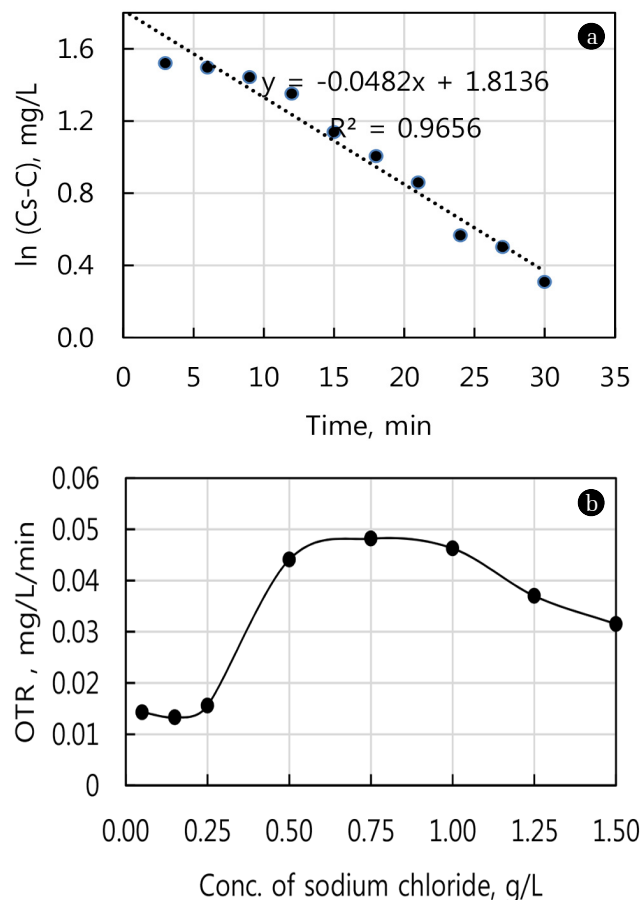 a
1.6
1.2
0.8
0.4
0.0
ln (Cs-C), mg/L
y = -0.0482x + 1.8136
R² = 0.9656
0 5 10 15 20 25 30 35
Time, min
b
0.06
0.05
0.04
0.03
0.02
0.01
0
OTR , mg/L/min
0.00 0.25 0.50 0.75 1.00 1.25 1.50
Conc. of sodium chloride, g/L